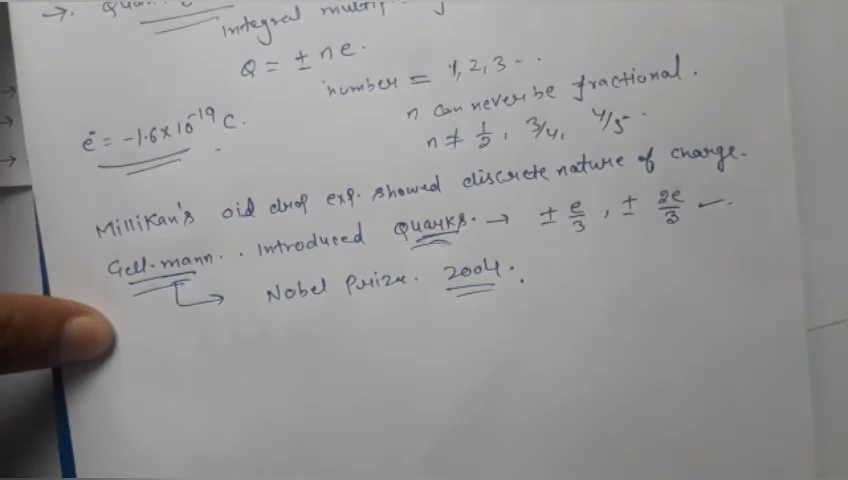 →.
Integral
Q = ± ne.
number = 1, 2, 3 - . .
n can never be fractional.
e⁻ = -1.6 × 10⁻¹⁹ C.
n ≠ 1/2, 3/4, 4/5.
Millikan's oid drop exp. showed discrete nature of charge.
Gell-mann. . Introduced Quarks. → ± e/3, ± 2e/3
↳ Nobel Prize. 2004.